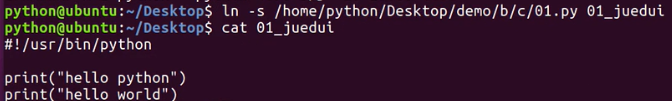 python@ubuntu:~/Desktop$ ln -s /home/python/Desktop/demo/b/c/01.py 01_juedui
python@ubuntu:~/Desktop$ cat 01_juedui
#!/usr/bin/python
print("hello python")
print("hello world")